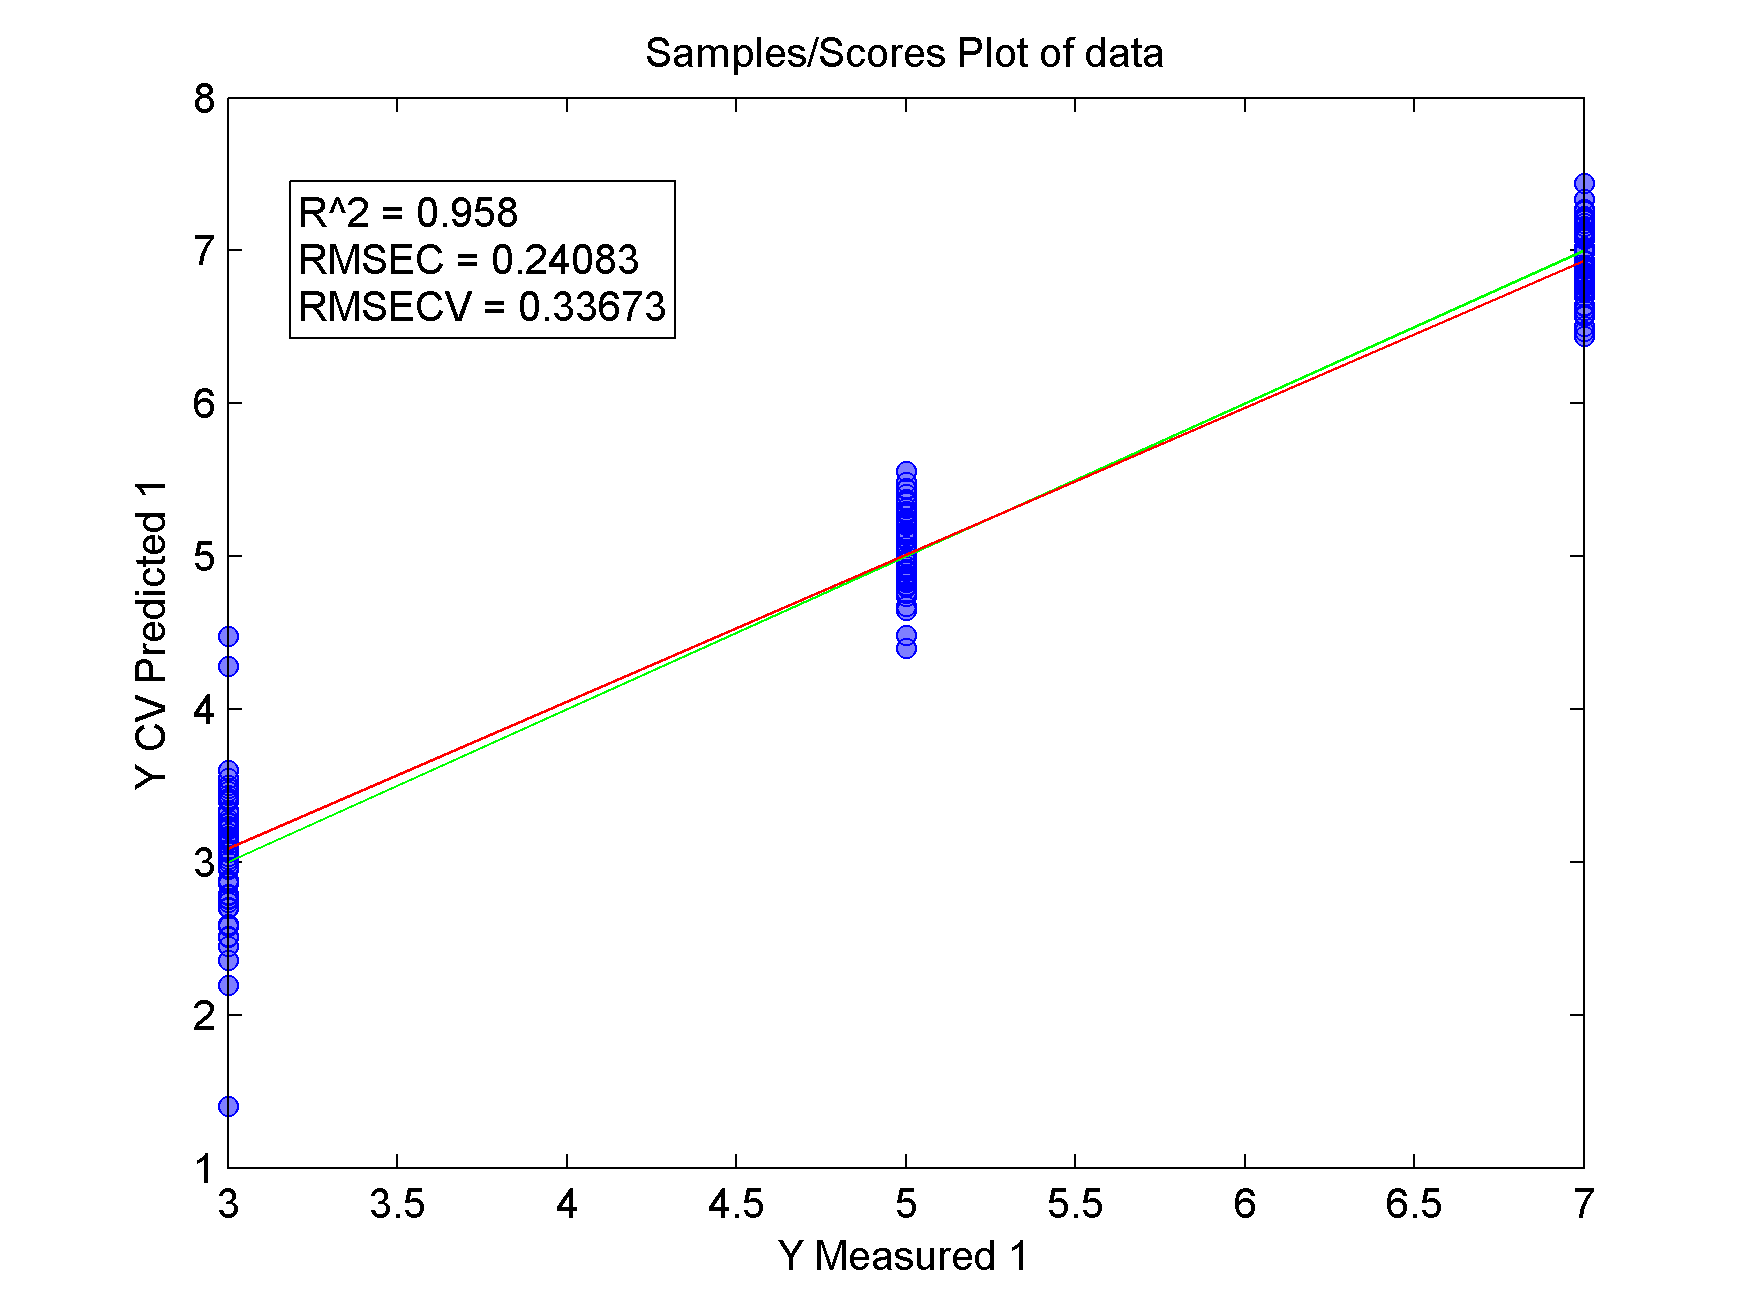 Samples/Scores Plot of data
R^2 = 0.958
RMSEC = 0.24083
RMSECV = 0.33673
Y CV Predicted 1
8
7
6
5
4
3
2
1
3 3.5 4 4.5 5 5.5 6 6.5 7
Y Measured 1